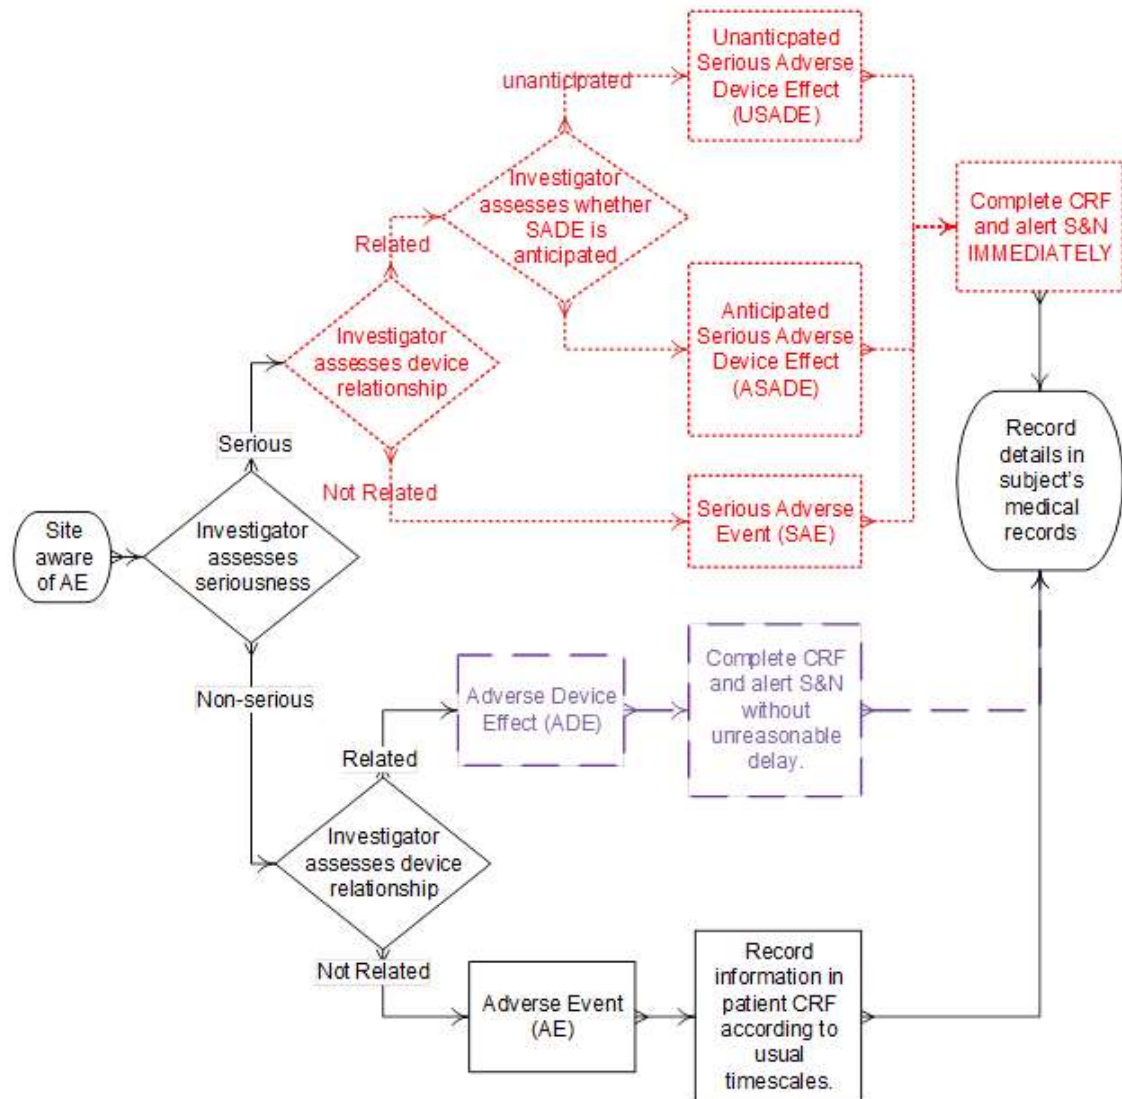 Unanticpated
Serious Adverse
Device Effect
(USADE)
unanticipated
Investigator
assesses whether
SADE is
anticipated
Complete CRF
and alert S&N
IMMEDIATELY
Related
Anticipated
Serious Adverse
Device Effect
(ASADE)
Investigator
assesses device
relationship
Serious
Not Related
Serious Adverse
Event (SAE)
Record
details in
subject's
medical
records
Site
aware
of AE
Investigator
assesses
seriousness
Non-serious
Adverse Device
Effect (ADE)
Complete CRF
and alert S&N
without
unreasonable
delay.
Related
Investigator
assesses device
relationship
Not Related
Adverse Event
(AE)
Record
information in
patient CRF
according to
usual
timescales.